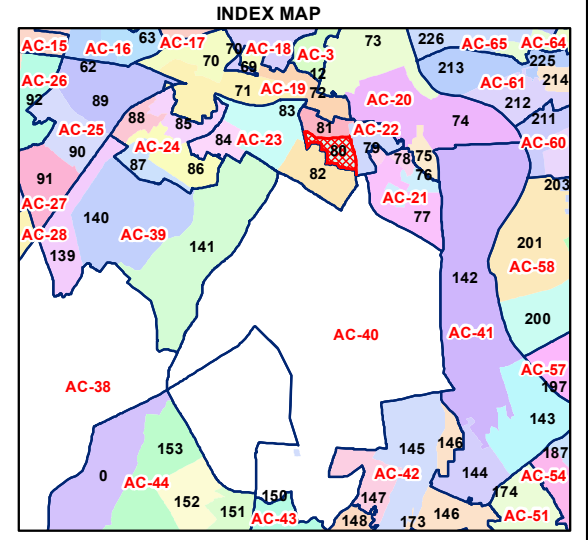 INDEX MAP
AC-15 AC-16 63 AC-17 70 AC-18 AC-3 73 226 AC-65 AC-64
62 70 69 12 213 225
AC-26 71 AC-19 72 AC-20 AC-61 214
92 89 83 212
88 85 81 AC-22 74 211
AC-25 84 AC-23 79 AC-60
90 AC-24 80 78 75
87 86 82 76
91 AC-21 203
AC-27 140 77
AC-28 AC-39 141 201
139 AC-58
142
200
AC-40 AC-41
AC-57
AC-38 197
143
153 145 146
187
0 AC-44 AC-42 144 AC-54
152 150 147 174
151 AC-43 148 173 146 AC-51